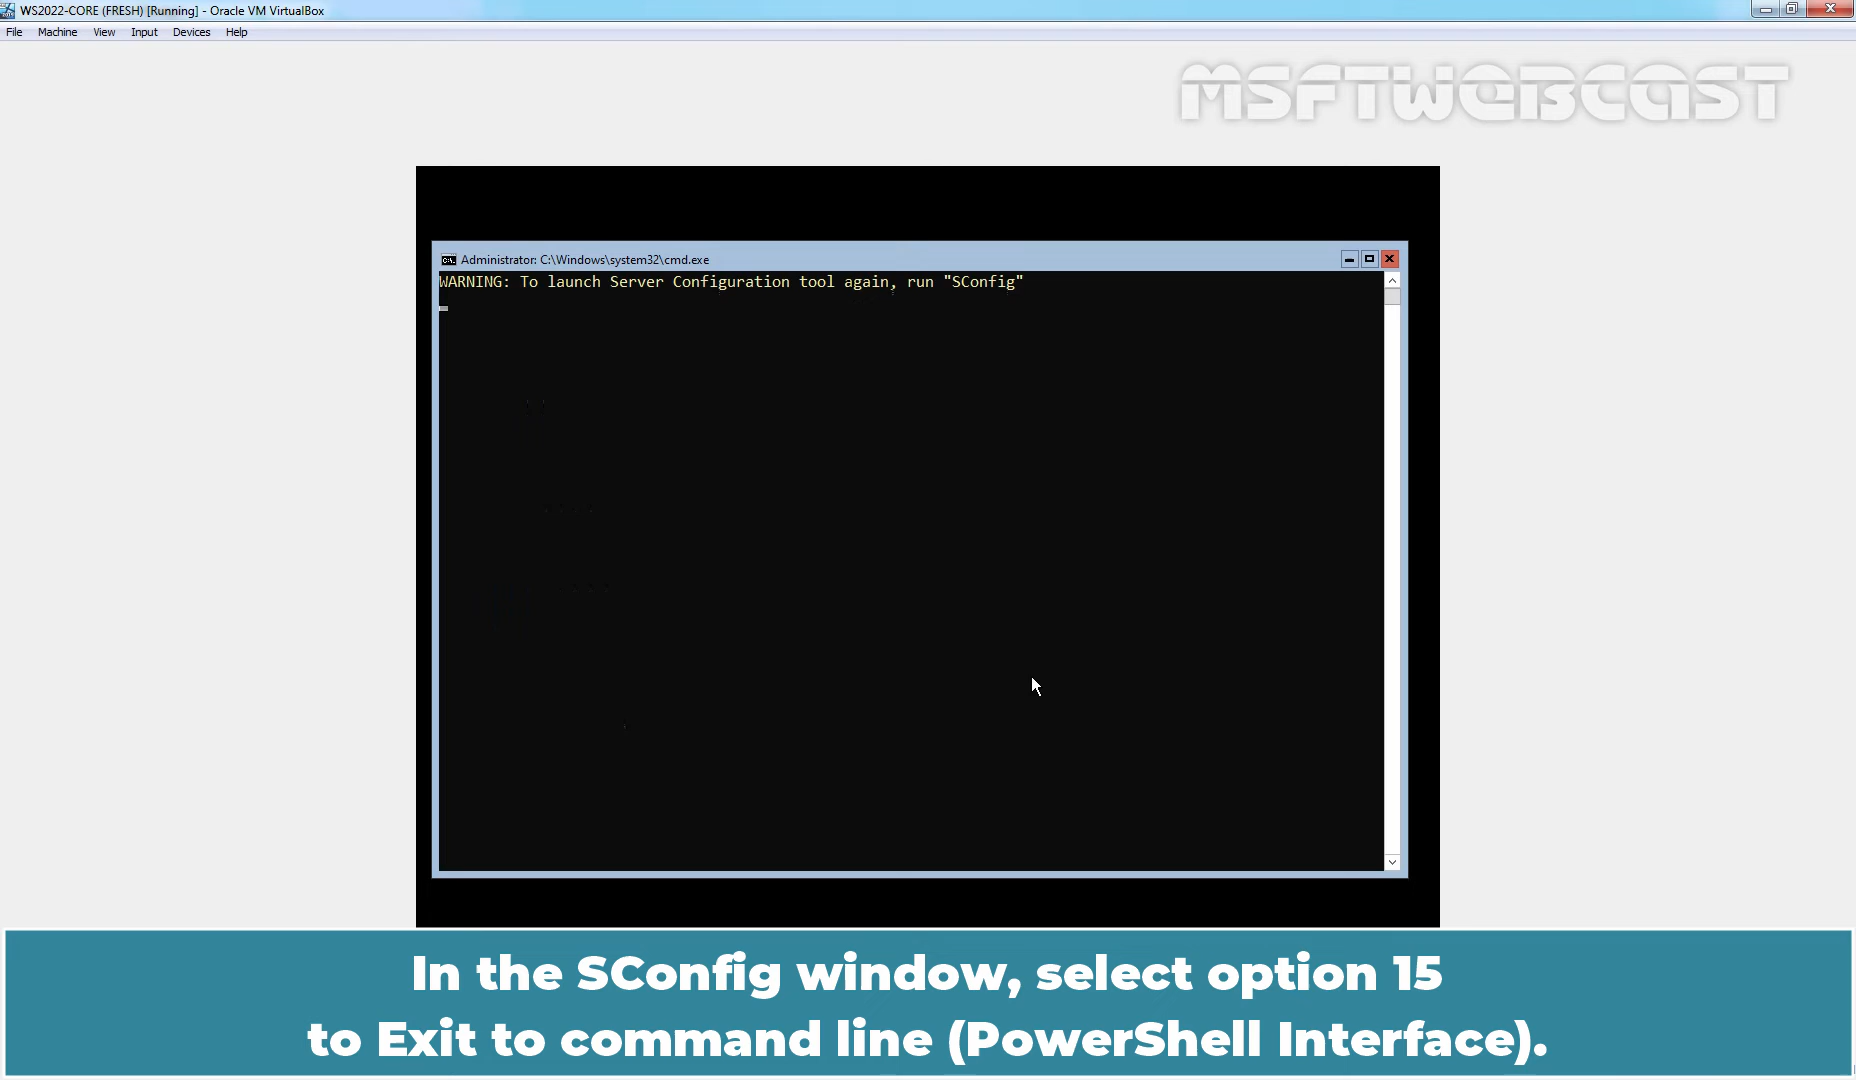 WS2022-CORE (FRESH) [Running] - Oracle VM VirtualBox
File Machine View Input Devices Help
MSFTWEBCAST
Administrator: C:\Windows\system32\cmd.exe
WARNING: To launch Server Configuration tool again, run "SConfig"
In the SConfig window, select option 15
to Exit to command line (PowerShell Interface).